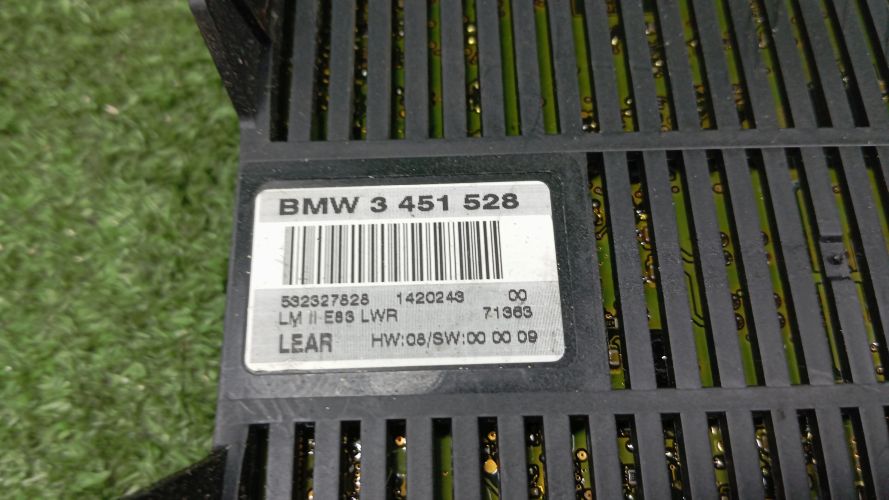 BMW 3 451 528
532327828 1420243 00
LM II E83 LWR 71363
LEAR HW:08/SW:00 00 09